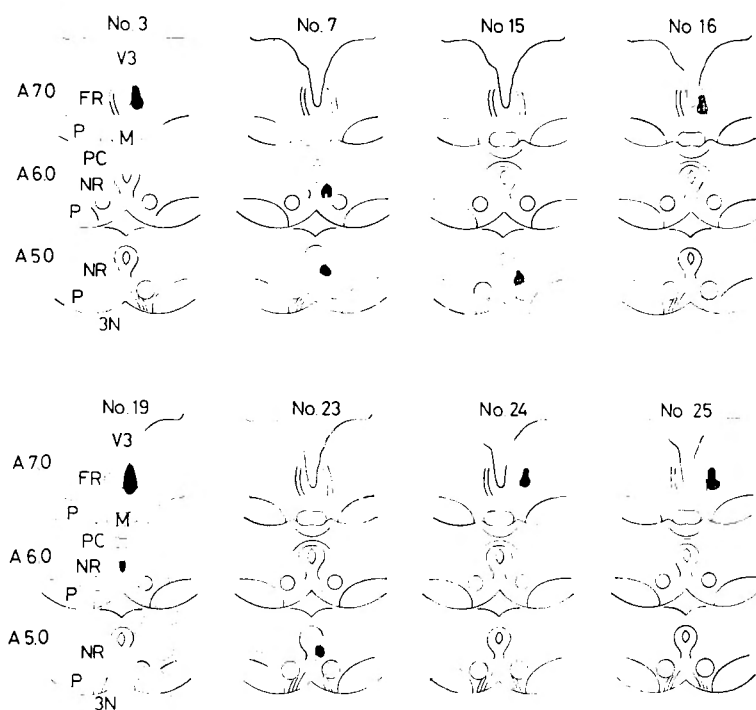 No. 3 No. 7 No 15 No 16
V3
A 7.0 FR
P M
PC
A 6.0 NR
P
A 5.0 NR
P
3N
No. 19 No. 23 No. 24 No 25
V3
A 7.0 FR
P M
PC
A 6.0 NR
P
A 5.0 NR
P
3N